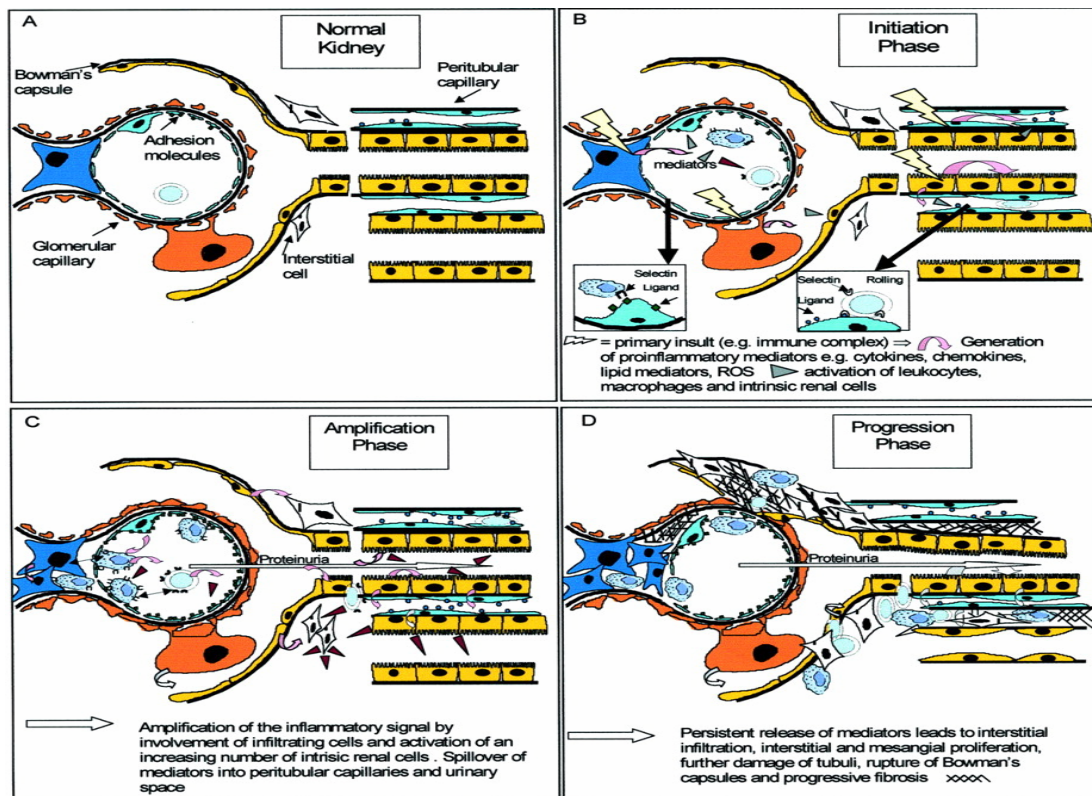 A
Normal
Kidney
Bowman's
capsule
Peritubular
capillary
Adhesion
molecules
Glomerular
capillary
Interstitial
cell
B
Initiation
Phase
mediators
Selectin
Ligand
Selectin
Rolling
Ligand
= primary insult (e.g. immune complex) ⇒ Generation
of proinflammatory mediators e.g. cytokines, chemokines,
lipid mediators, ROS activation of leukocytes,
macrophages and intrinsic renal cells
C
Amplification
Phase
Proteinuria
Amplification of the inflammatory signal by
involvement of infiltrating cells and activation of an
increasing number of intrisic renal cells . Spillover of
mediators into peritubular capillaries and urinary
space
D
Progression
Phase
Proteinuria
Persistent release of mediators leads to interstitial
infiltration, interstitial and mesangial proliferation,
further damage of tubuli, rupture of Bowman's
capsules and progressive fibrosis